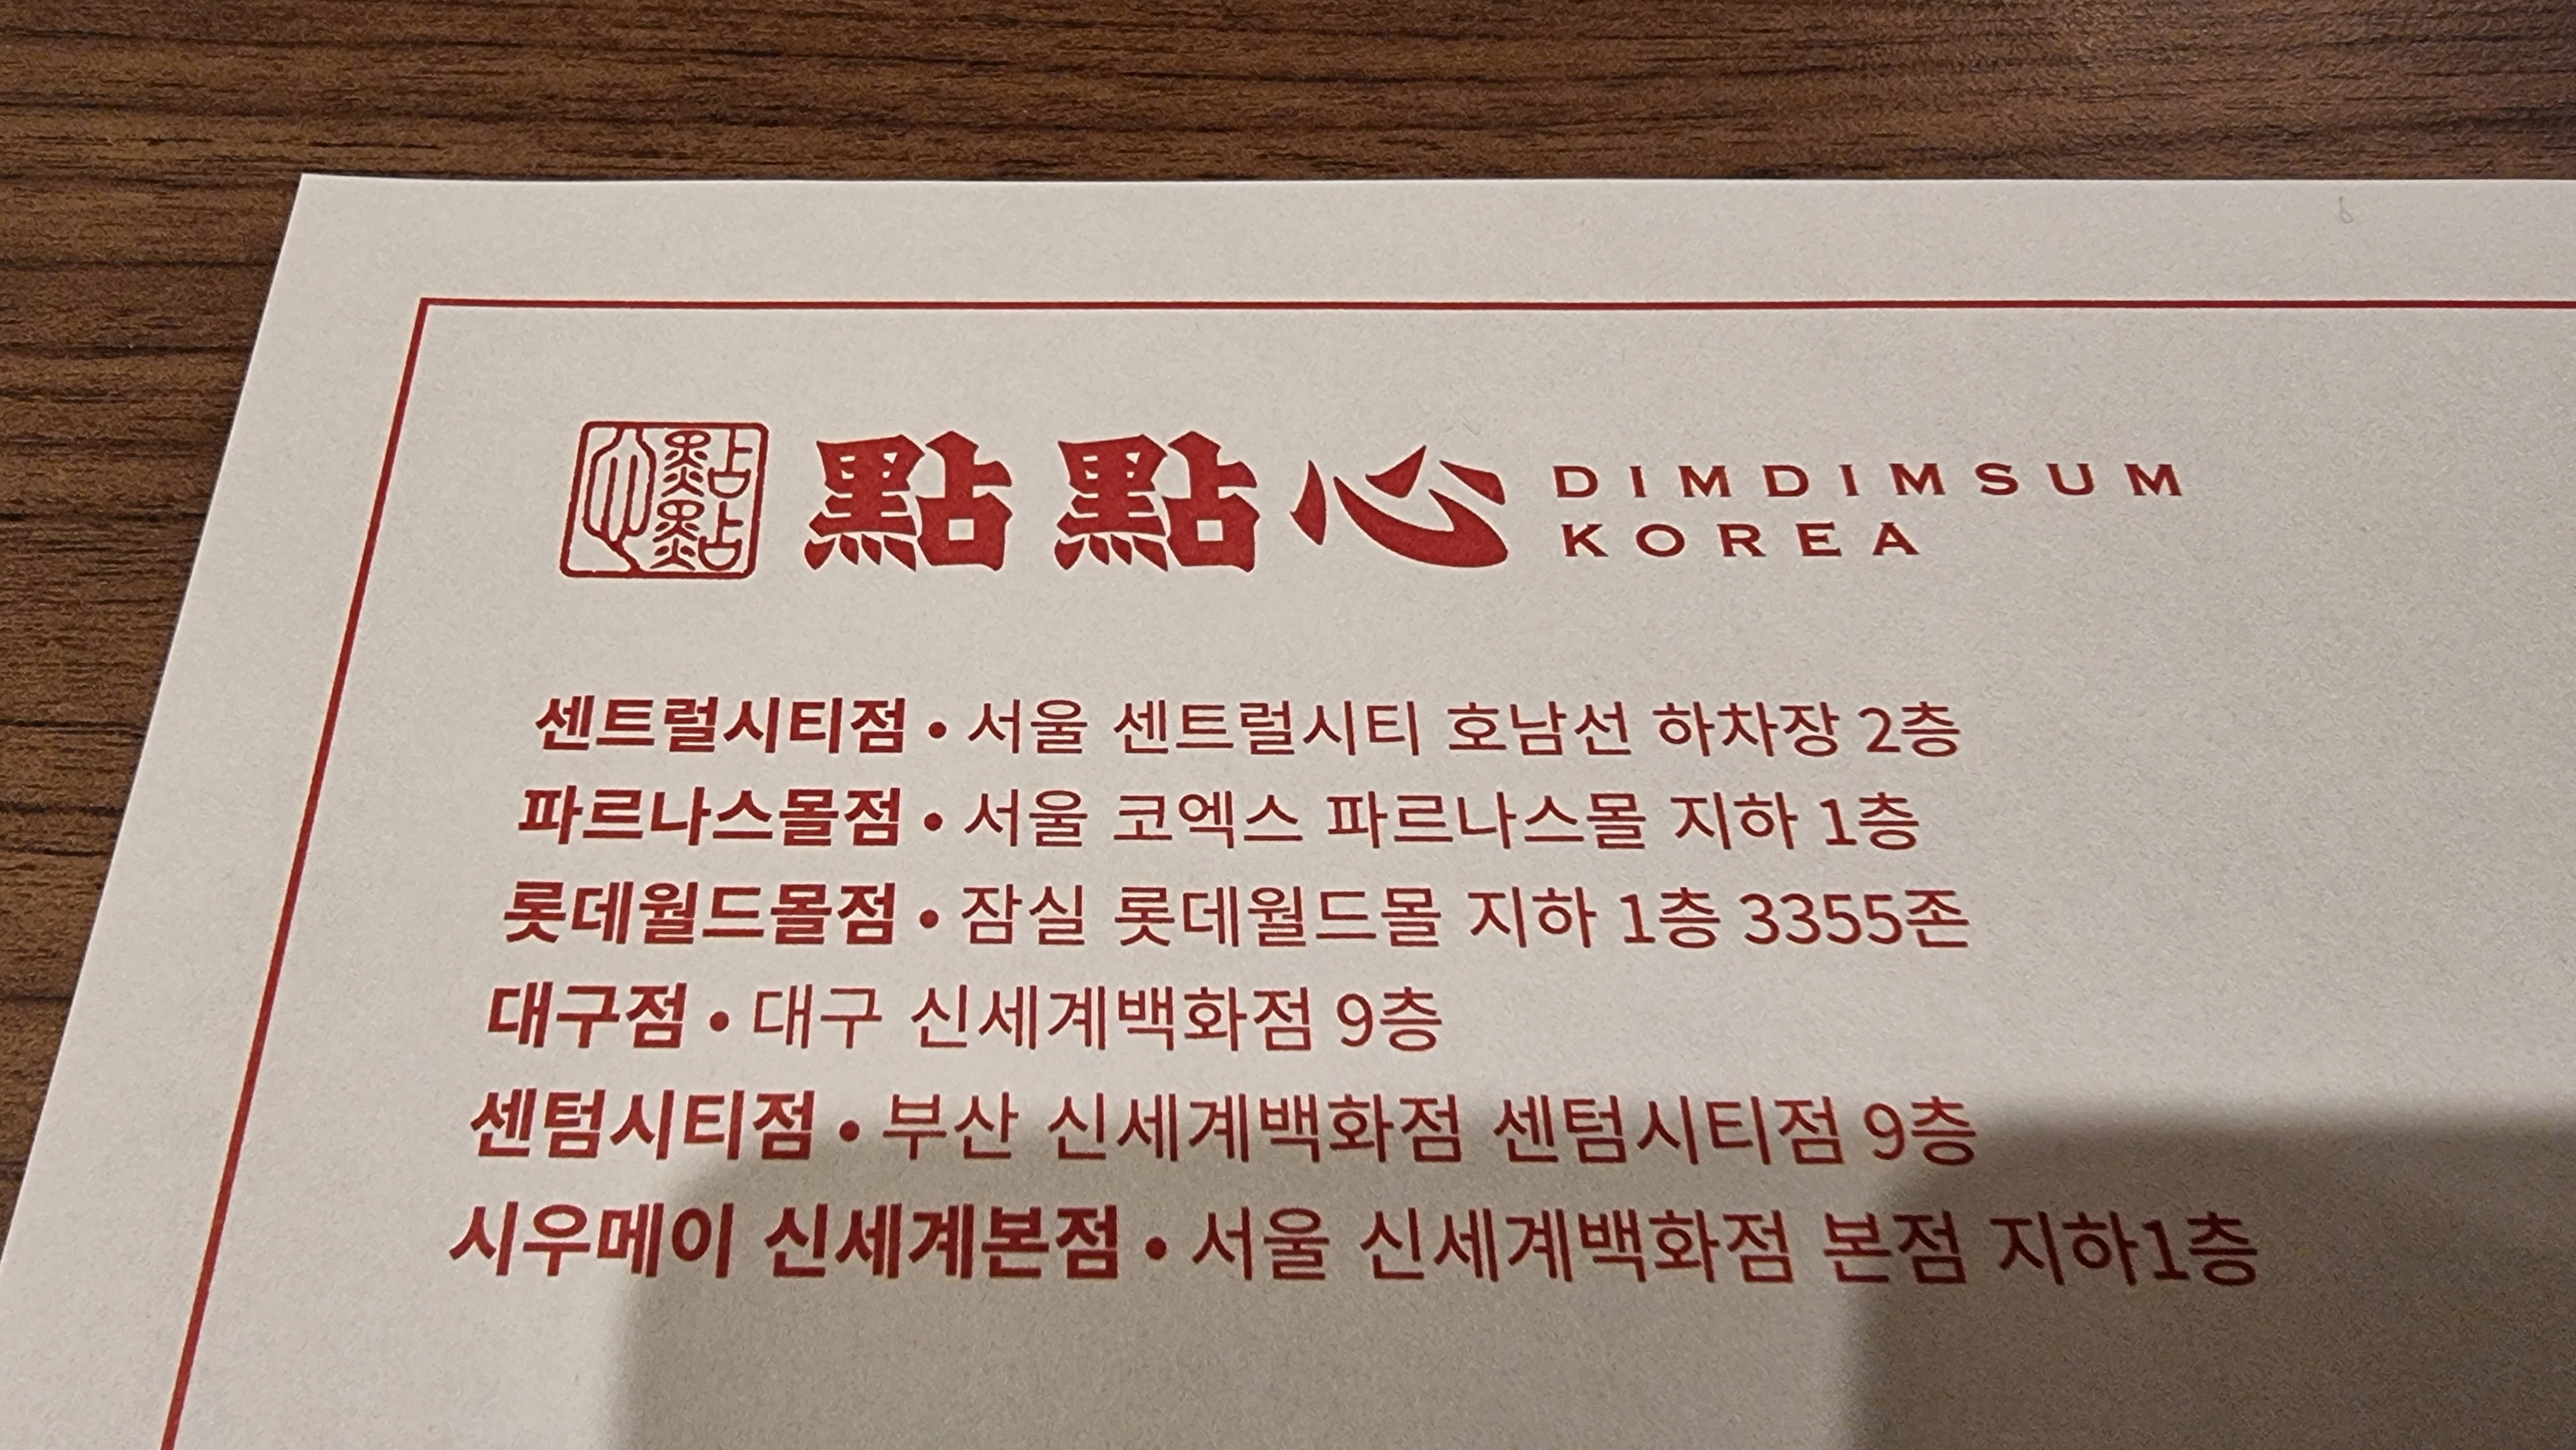 點點心 點點心 DIMDIMSUM
KOREA
센트럴시티점 • 서울 센트럴시티 호남선 하차장 2층
파르나스몰점 • 서울 코엑스 파르나스몰 지하 1층
롯데월드몰점 • 잠실 롯데월드몰 지하 1층 3355존
대구점 • 대구 신세계백화점 9층
센텀시티점 • 부산 신세계백화점 센텀시티점 9층
시우메이 신세계본점 • 서울 신세계백화점 본점 지하1층